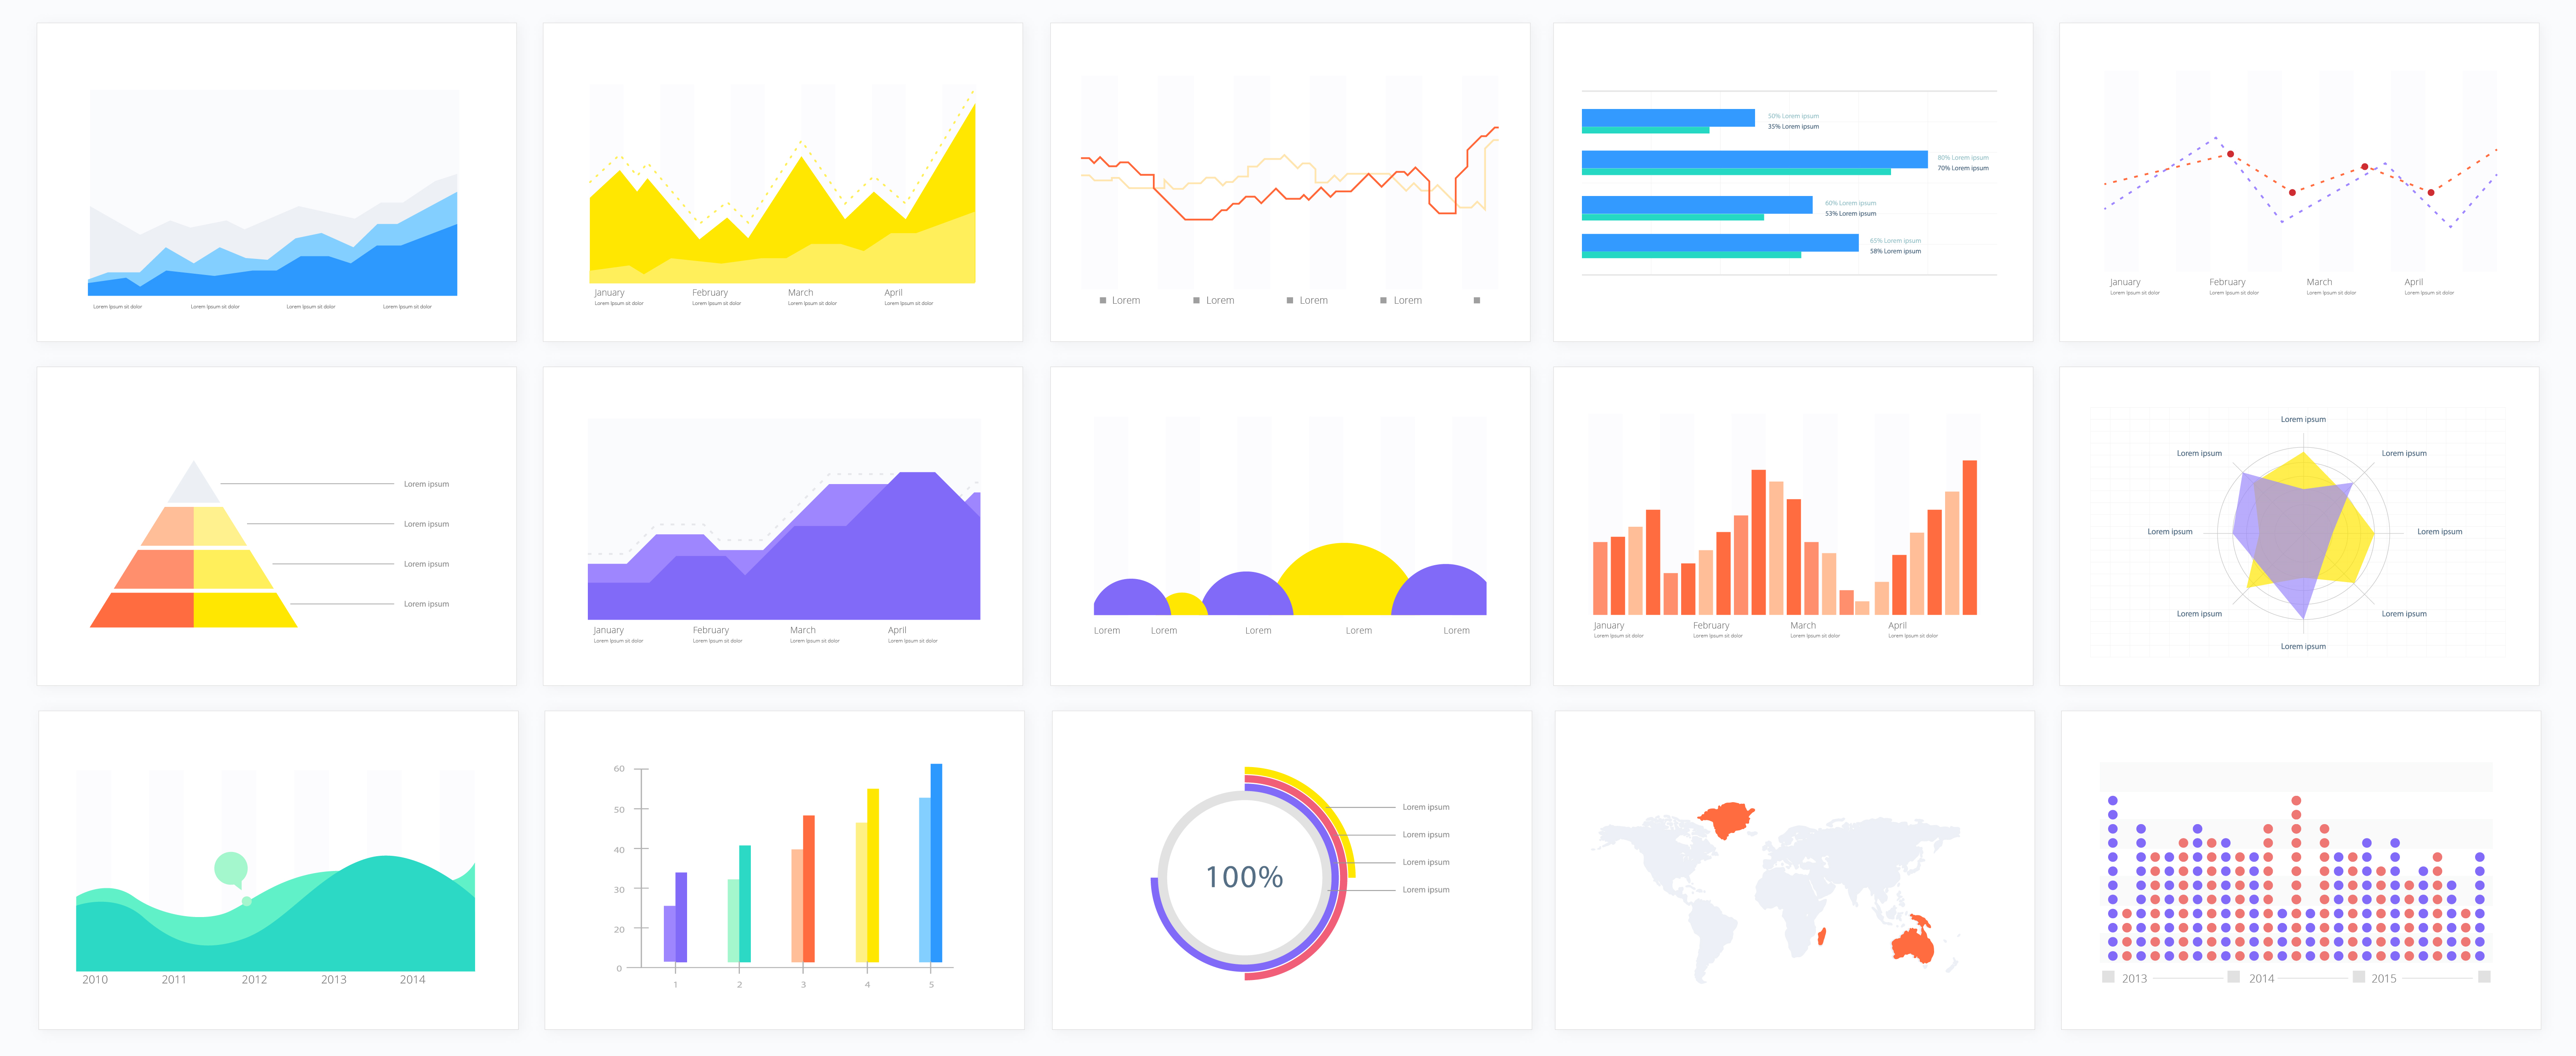 Lorem Ipsum sit dolor Lorem Ipsum sit dolor Lorem Ipsum sit dolor Lorem Ipsum sit dolor
January February March April
Lorem Ipsum sit dolor Lorem Ipsum sit dolor Lorem Ipsum sit dolor Lorem Ipsum sit dolor
Lorem Lorem Lorem Lorem
50% Lorem ipsum
35% Lorem ipsum
80% Lorem ipsum
70% Lorem ipsum
60% Lorem ipsum
53% Lorem ipsum
65% Lorem ipsum
58% Lorem ipsum
January February March April
Lorem Ipsum sit dolor Lorem Ipsum sit dolor Lorem Ipsum sit dolor Lorem Ipsum sit dolor
Lorem ipsum
Lorem ipsum
Lorem ipsum
Lorem ipsum
January February March April
Lorem Ipsum sit dolor Lorem Ipsum sit dolor Lorem Ipsum sit dolor Lorem Ipsum sit dolor
Lorem Lorem Lorem Lorem Lorem
January February March April
Lorem Ipsum sit dolor Lorem Ipsum sit dolor Lorem Ipsum sit dolor Lorem Ipsum sit dolor
Lorem ipsum
Lorem ipsum Lorem ipsum
Lorem ipsum Lorem ipsum
Lorem ipsum Lorem ipsum
Lorem ipsum
2010 2011 2012 2013 2014
60
50
40
30
20
0
1 2 3 4 5
100%
Lorem ipsum
Lorem ipsum
Lorem ipsum
Lorem ipsum
2013 2014 2015